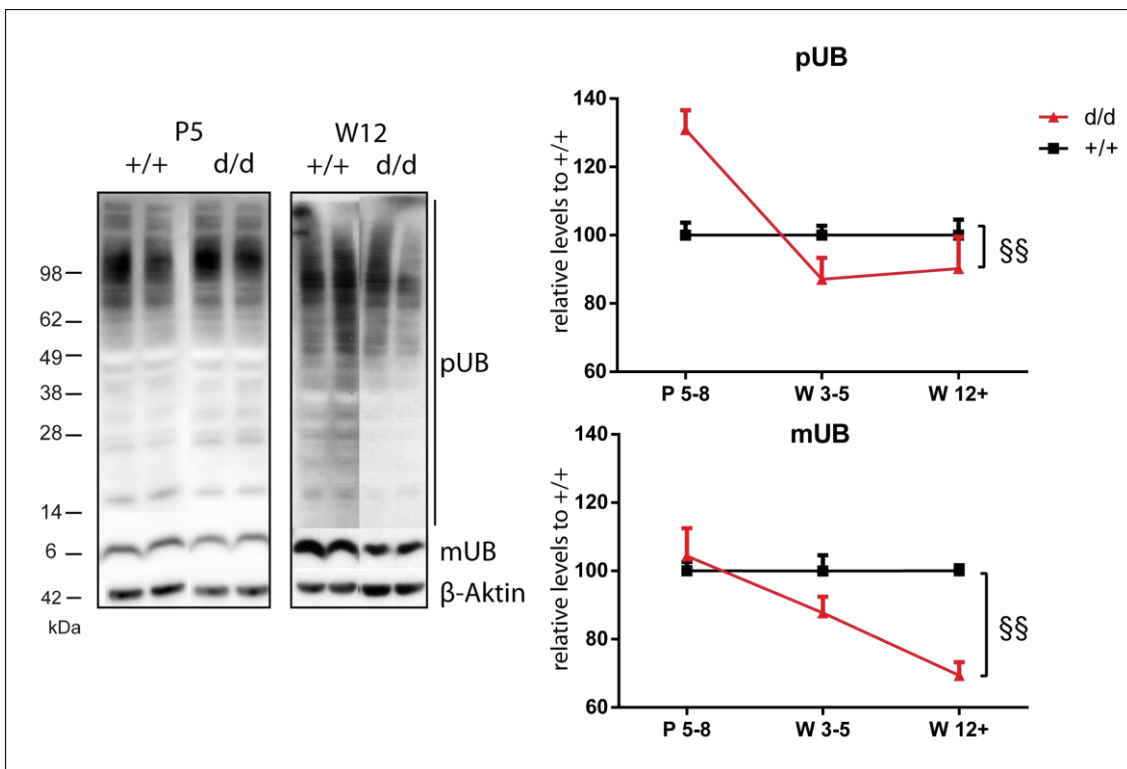 P5
W12
+/+ d/d
+/+ d/d
98
62
49
38
28
14
6
42
kDa
pUB
mUB
β-Aktin
pUB
140
120
100
80
60
relative levels to +/+
P 5-8 W 3-5 W 12+
§§
d/d
+/+
mUB
140
120
100
80
60
relative levels to +/+
P 5-8 W 3-5 W 12+
§§